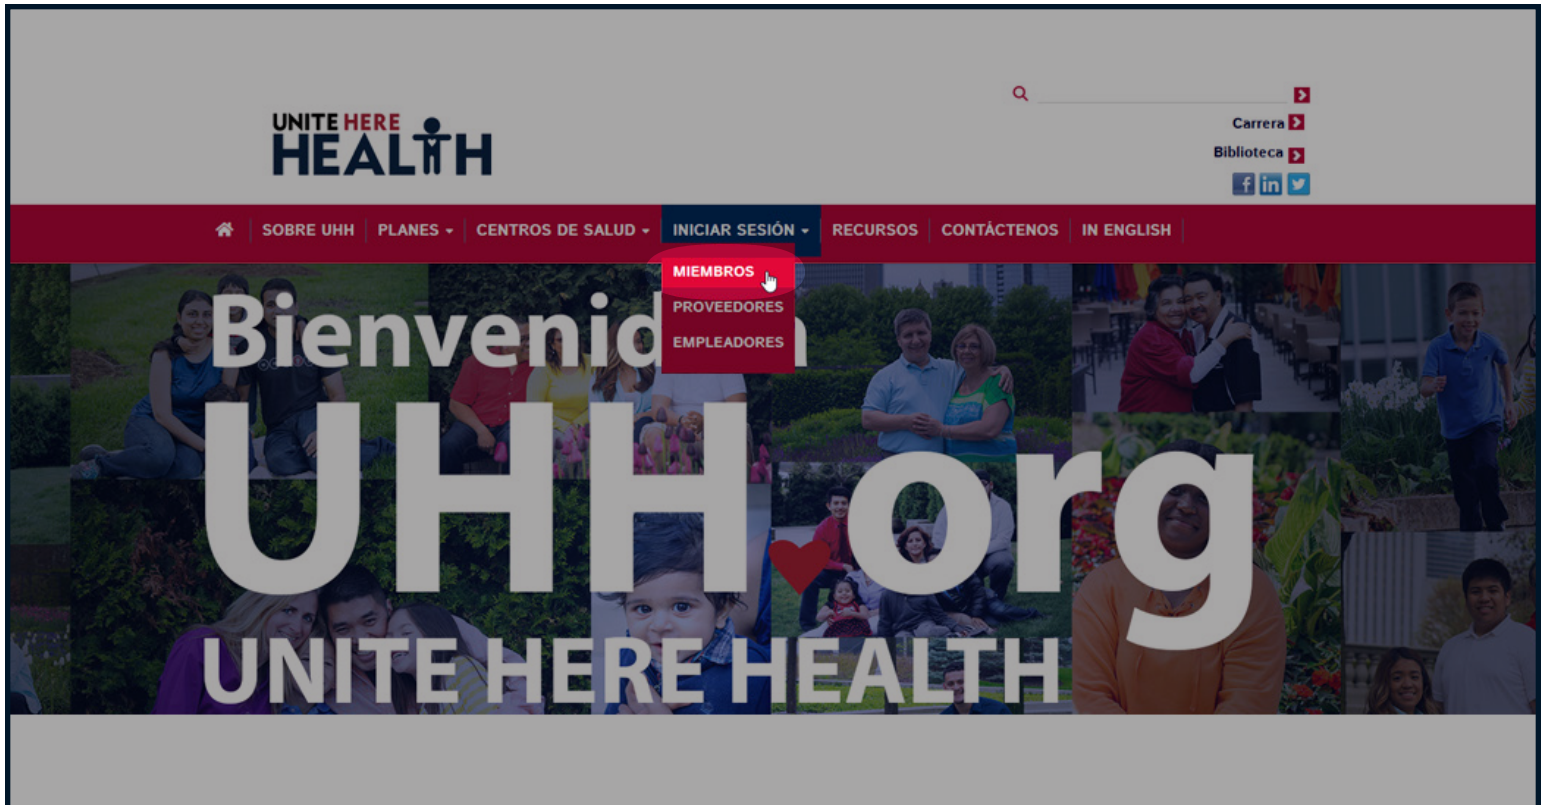 UNITE HERE
HEALTH
Carrera
Biblioteca
f in
SOBRE UHH PLANES CENTROS DE SALUD INICIAR SESIÓN RECURSOS CONTÁCTENOS IN ENGLISH
MIEMBROS
PROVEEDORES
EMPLEADORES
Bienvenid
UHH.org
UNITE HERE HEALTH